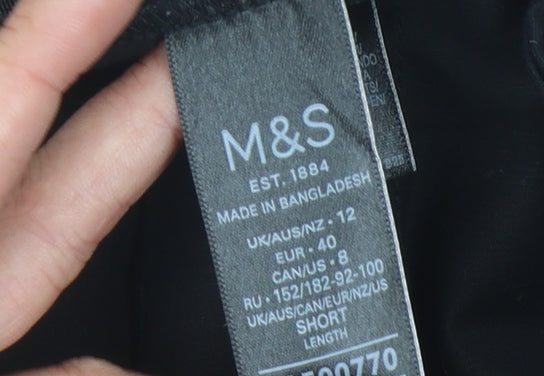 M&S
EST. 1884
MADE IN BANGLADESH
UK/AUS/NZ • 12
EUR • 40
CAN/US • 8
RU • 152/182-92-100
UK/AUS/CAN/EUR/NZ/US
SHORT
LENGTH